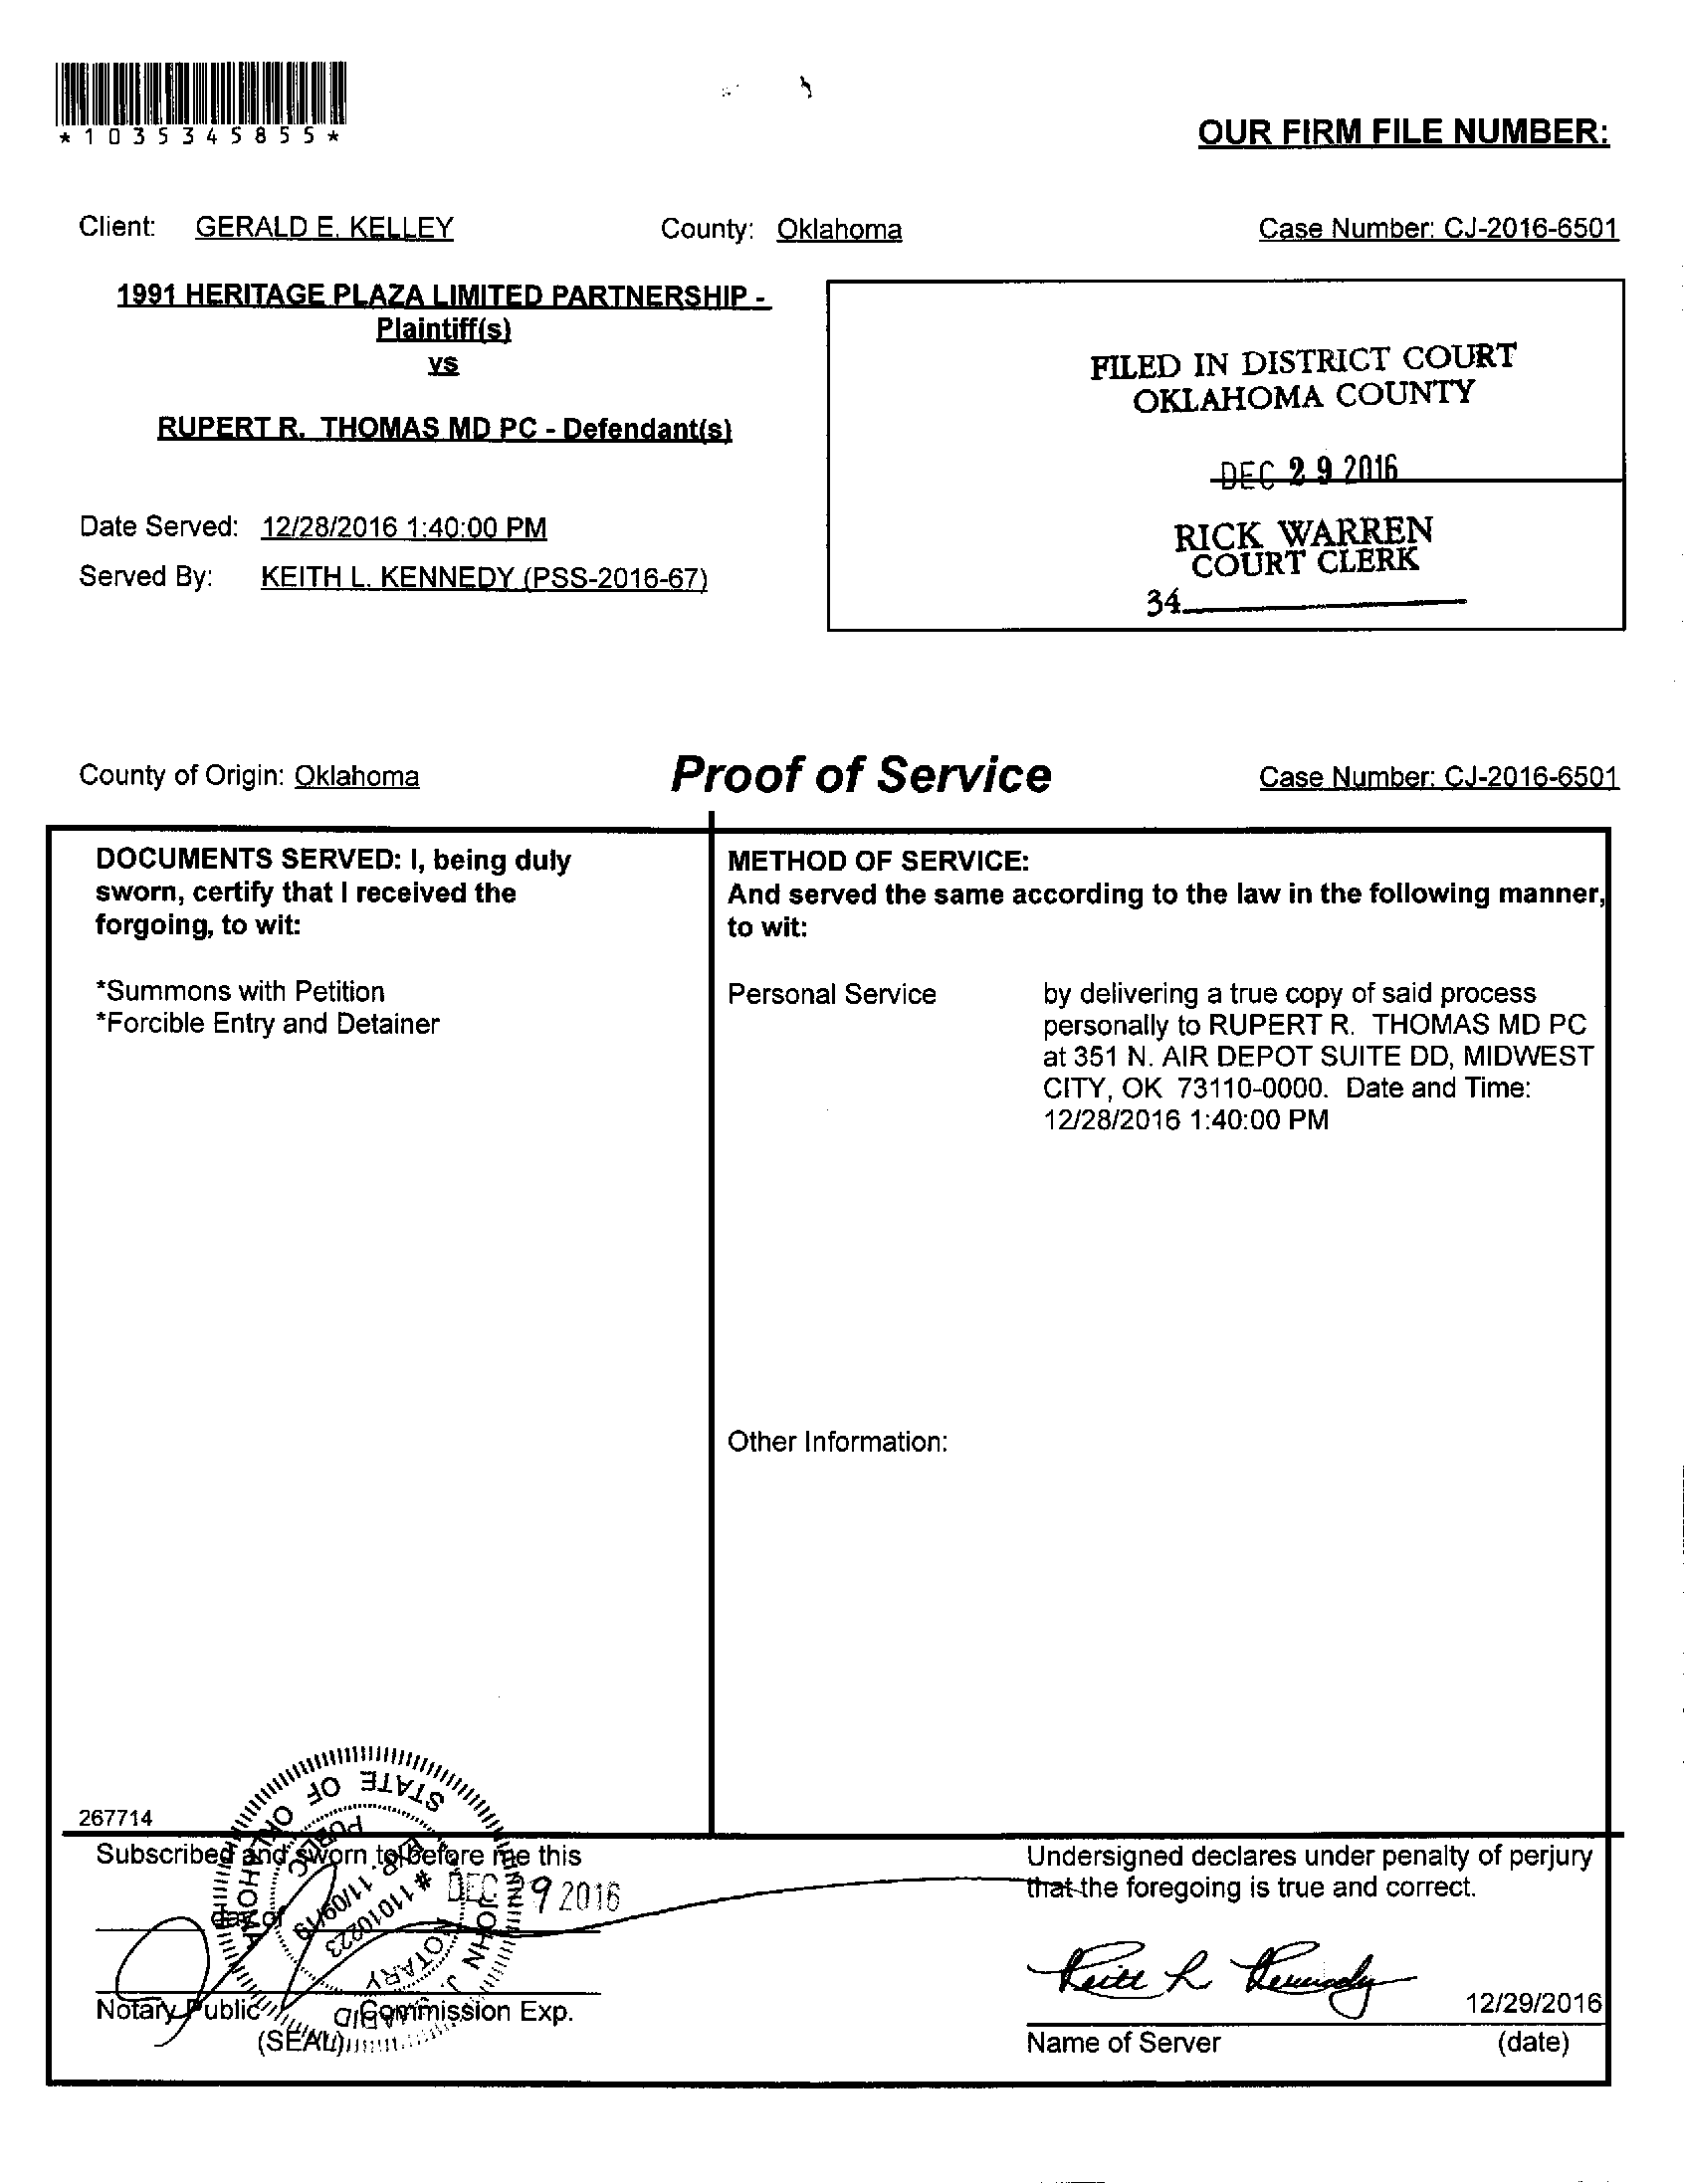 *1035345855*
OUR FIRM FILE NUMBER:
Client: GERALD E. KELLEY County: Oklahoma Case Number: CJ-2016-6501
1991 HERITAGE PLAZA LIMITED PARTNERSHIP -
Plaintiff(s)
vs
RUPERT R. THOMAS MD PC - Defendant(s)
Date Served: 12/28/2016 1:40:00 PM
Served By: KEITH L. KENNEDY (PSS-2016-67)
FILED IN DISTRICT COURT
OKLAHOMA COUNTY
DEC 29 2016
RICK WARREN
COURT CLERK
34
County of Origin: Oklahoma Proof of Service Case Number: CJ-2016-6501
DOCUMENTS SERVED: I, being duly
sworn, certify that I received the
forgoing, to wit:
*Summons with Petition
*Forcible Entry and Detainer
METHOD OF SERVICE:
And served the same according to the law in the following manner,
to wit:
Personal Service by delivering a true copy of said process
personally to RUPERT R. THOMAS MD PC
at 351 N. AIR DEPOT SUITE DD, MIDWEST
CITY, OK 73110-0000. Date and Time:
12/28/2016 1:40:00 PM
Other Information:
267714
Subscribed and sworn to before me this
DEC 29 2016
day of
Notary Public Commission Exp.
(SEAL)
JOHN J.
STATE OF OKLAHOMA
NOTARY
PUBLIC
# 11010223
EXP. 11/09/19
Undersigned declares under penalty of perjury
that the foregoing is true and correct.
Keith L Kennedy
12/29/2016
Name of Server (date)